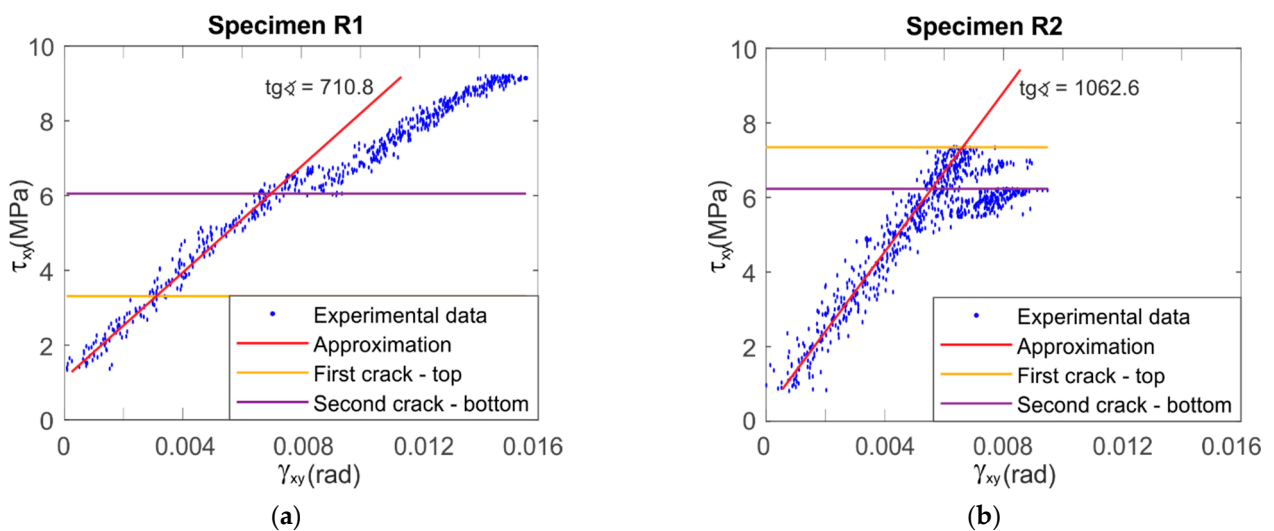 Specimen R1
10
8
6
4
2
0
τxy(MPa)
tg∢ = 710.8
Experimental data
Approximation
First crack - top
Second crack - bottom
0
0.004
0.008
0.012
0.016
γxy(rad)
(a)
Specimen R2
10
8
6
4
2
0
τxy(MPa)
tg∢ = 1062.6
Experimental data
Approximation
First crack - top
Second crack - bottom
0
0.004
0.008
0.012
0.016
γxy(rad)
(b)